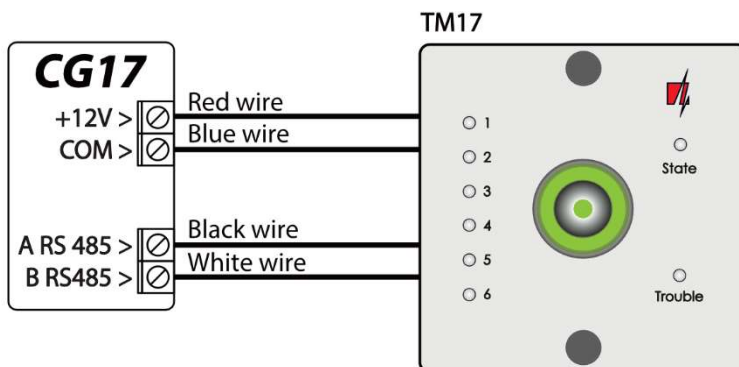 TM17
CG17
+12V >
Red wire
COM >
Blue wire
A RS 485 >
Black wire
B RS485 >
White wire
1
2
3
4
5
6
State
Trouble